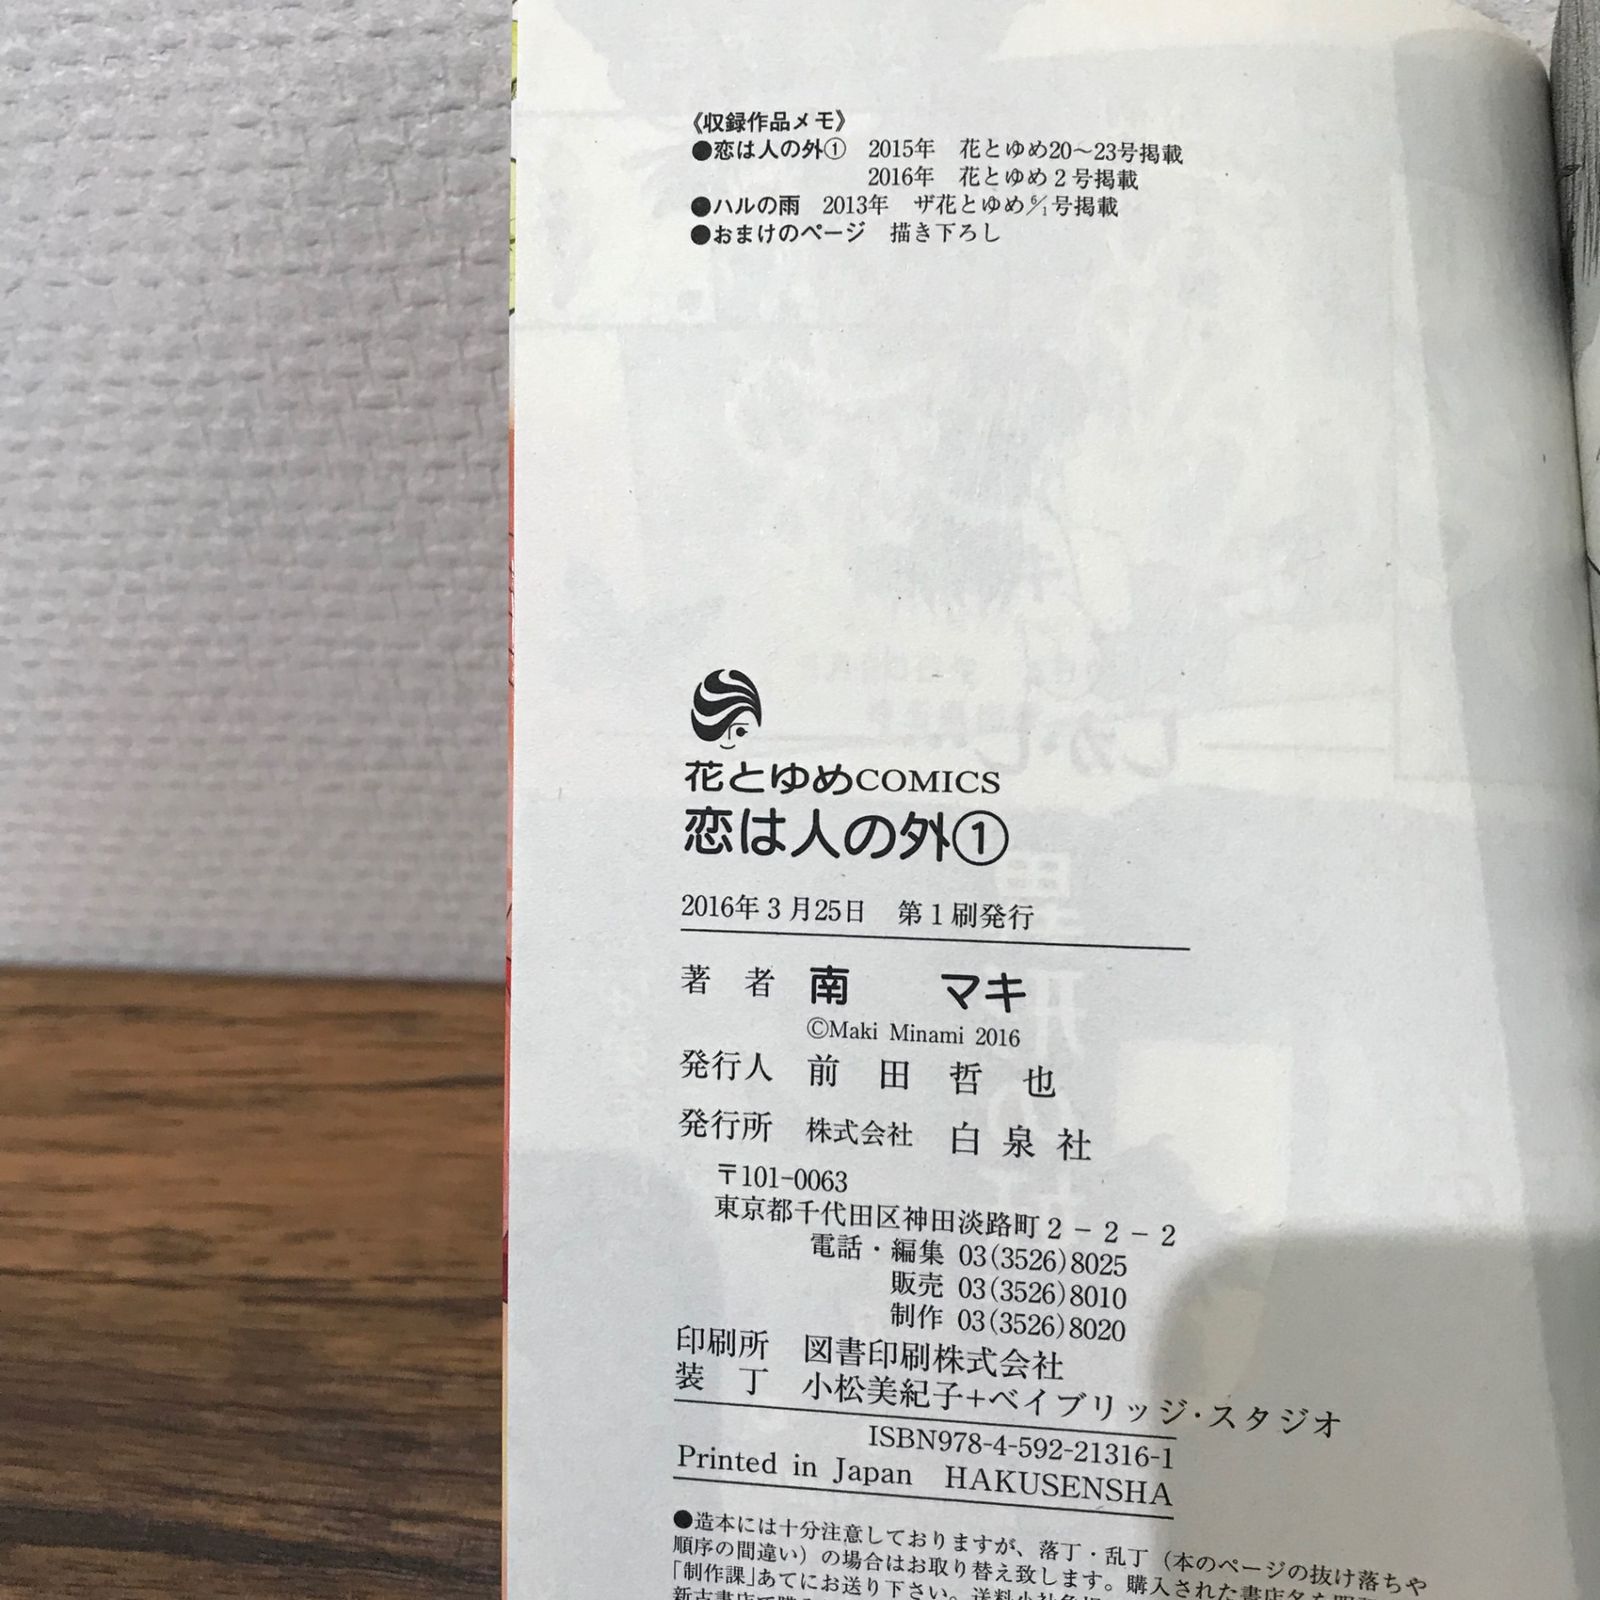 《収録作品メモ》
●恋は人の外① 2015年 花とゆめ20〜23号掲載
2016年 花とゆめ2号掲載
●ハルの雨 2013年 ザ花とゆめ6/1号掲載
●おまけのページ 描き下ろし
花とゆめCOMICS
恋は人の外①
2016年3月25日 第1刷発行
著者 南 マキ
©Maki Minami 2016
発行人 前田哲也
発行所 株式会社 白泉社
〒101-0063
東京都千代田区神田淡路町2-2-2
電話・編集 03(3526)8025
販売 03(3526)8010
制作 03(3526)8020
印刷所 図書印刷株式会社
装丁 小松美紀子+ベイブリッジ・スタジオ
ISBN978-4-592-21316-1
Printed in Japan HAKUSENSHA
●造本には十分注意しておりますが、落丁・乱丁(本のページの抜け落ちや
順序の間違い)の場合はお取り替え致します。購入された書店名を
「制作課」あてにお送り下さい。送料小社
新古書店で